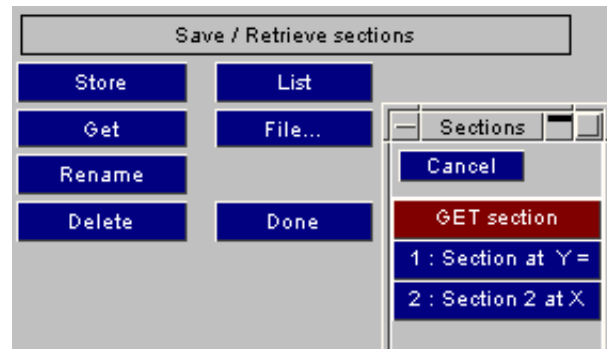 Save / Retrieve sections
Store
List
Get
File...
Rename
Delete
Done
Sections
Cancel
GET section
1 : Section at Y =
2 : Section 2 at X